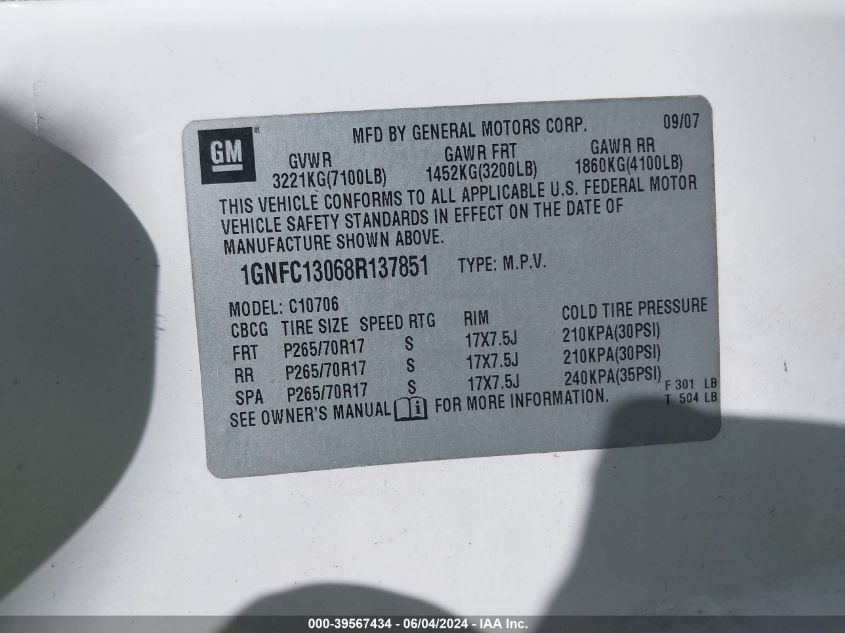 GM ®
MFD BY GENERAL MOTORS CORP. 09/07
GVWR GAWR FRT GAWR RR
3221KG(7100LB) 1452KG(3200LB) 1860KG(4100LB)
THIS VEHICLE CONFORMS TO ALL APPLICABLE U.S. FEDERAL MOTOR
VEHICLE SAFETY STANDARDS IN EFFECT ON THE DATE OF
MANUFACTURE SHOWN ABOVE.
1GNFC13068R137851 TYPE: M.P.V.
MODEL: C10706
CBCG TIRE SIZE SPEED RTG RIM COLD TIRE PRESSURE
FRT P265/70R17 S 17X7.5J 210KPA(30PSI)
RR P265/70R17 S 17X7.5J 210KPA(30PSI)
SPA P265/70R17 S 17X7.5J 240KPA(35PSI)
SEE OWNER'S MANUAL i FOR MORE INFORMATION.
F 301 LB
T 504 LB
000-39567434 - 06/04/2024 - IAA Inc.